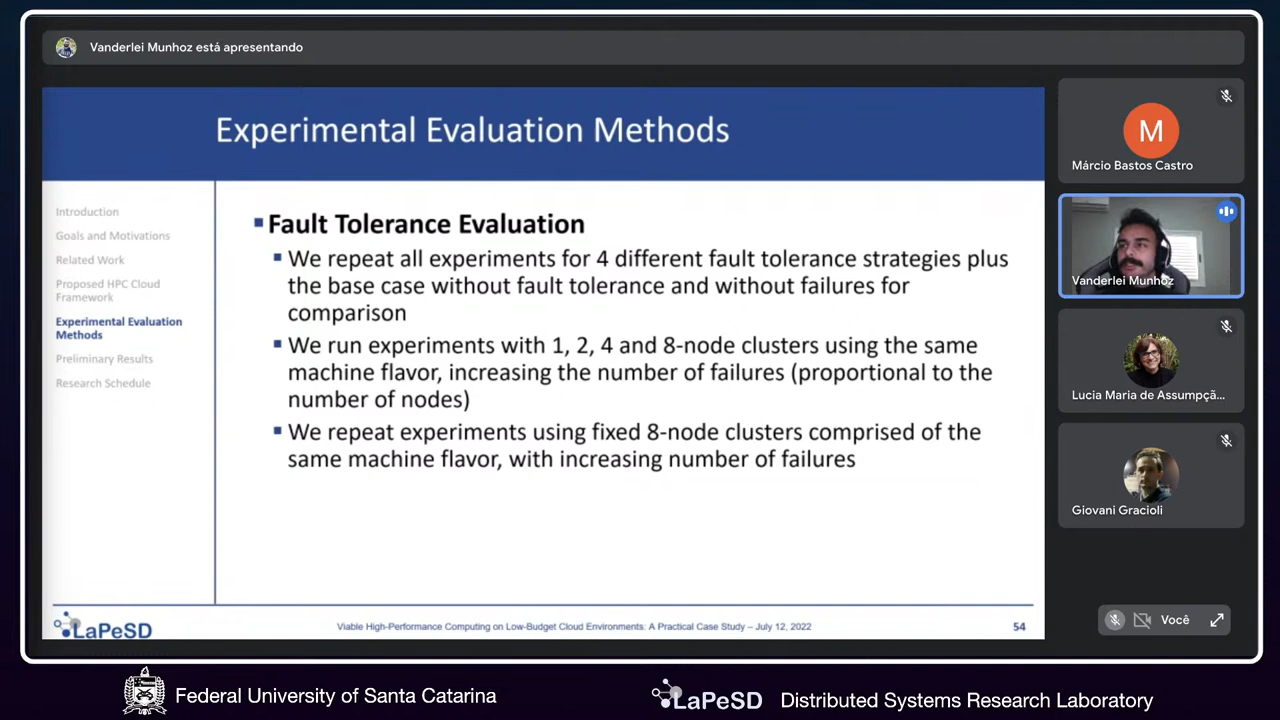 Vanderlei Munhoz está apresentando
Experimental Evaluation Methods
Introduction
Goals and Motivations
Related Work
Proposed HPC Cloud
Framework
Experimental Evaluation
Methods
Preliminary Results
Research Schedule
Fault Tolerance Evaluation
We repeat all experiments for 4 different fault tolerance strategies plus
the base case without fault tolerance and without failures for
comparison
We run experiments with 1, 2, 4 and 8-node clusters using the same
machine flavor, increasing the number of failures (proportional to the
number of nodes)
We repeat experiments using fixed 8-node clusters comprised of the
same machine flavor, with increasing number of failures
LaPeSD
Viable High-Performance Computing on Low-Budget Cloud Environments: A Practical Case Study – July 12, 2022
54
M
Márcio Bastos Castro
Vanderlei Munhoz
Lucia Maria de Assumpçã...
Giovani Gracioli
Você
Federal University of Santa Catarina
LaPeSD
Distributed Systems Research Laboratory